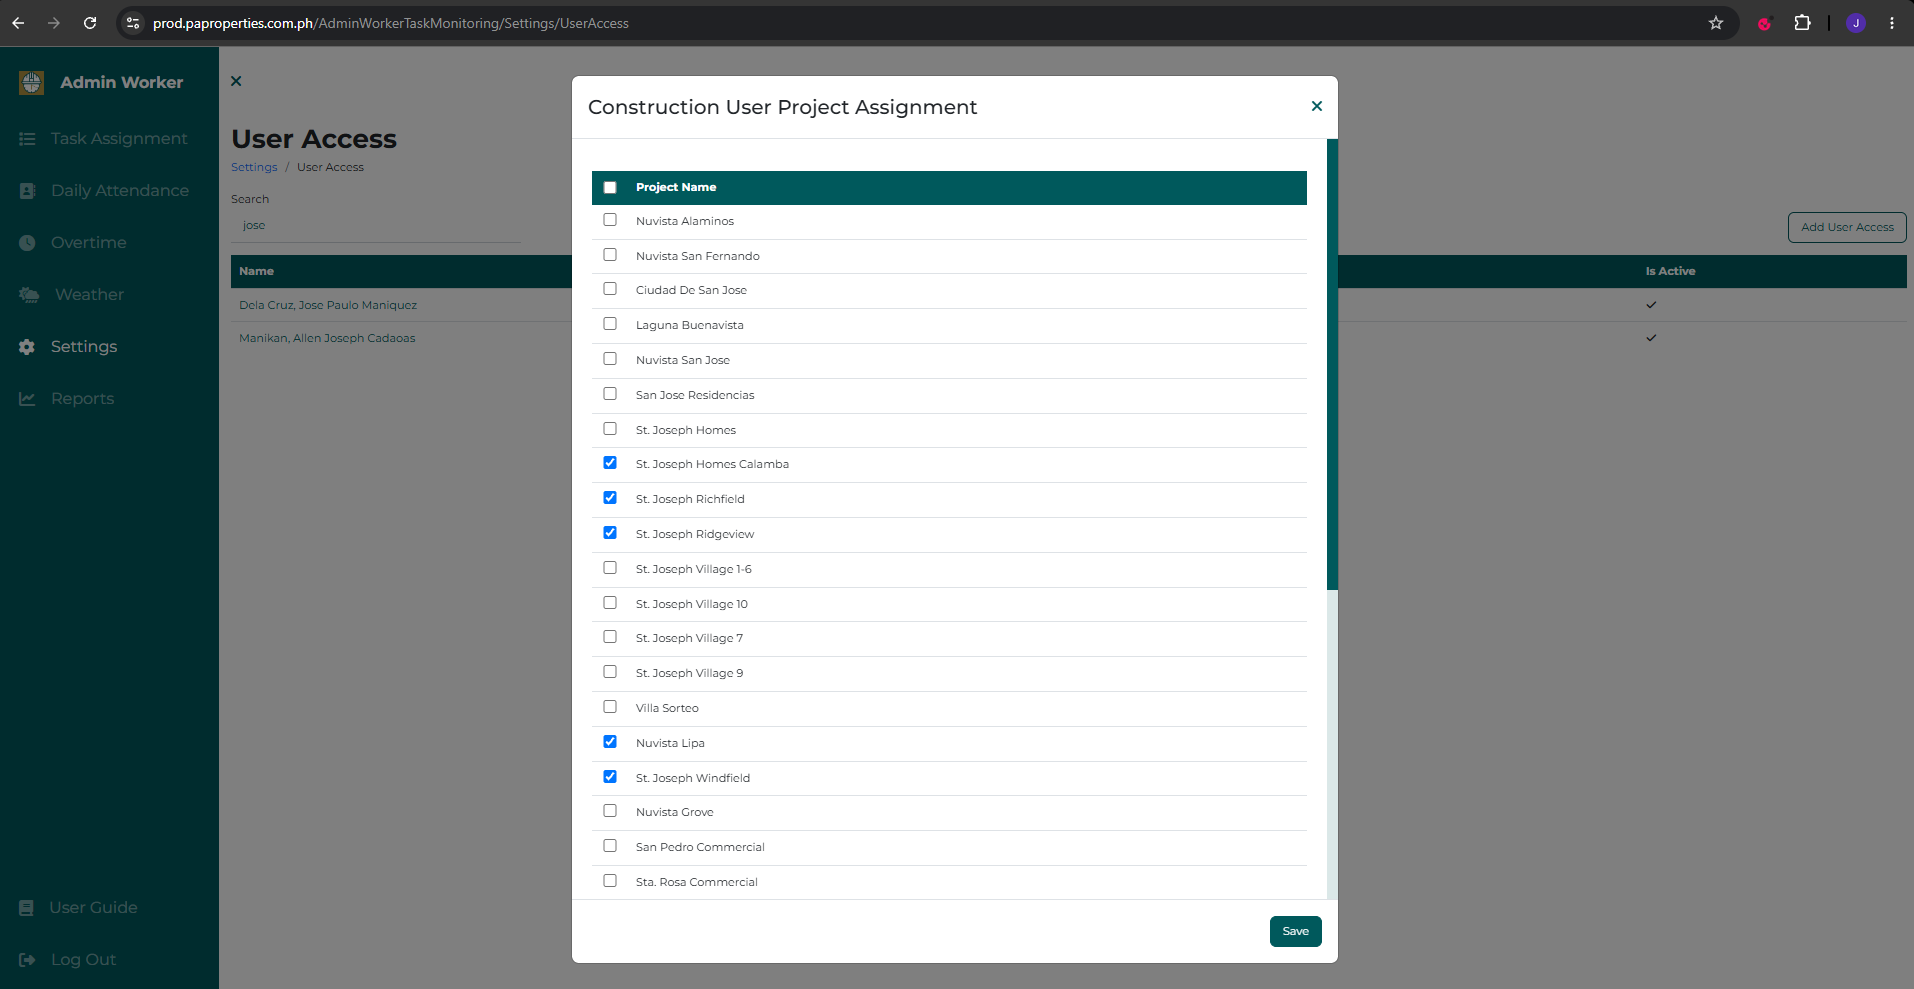 prod.paproperties.com.ph/AdminWorkerTaskMonitoring/Settings/UserAccess
J
Admin Worker
Task Assignment
Daily Attendance
Overtime
Weather
Settings
Reports
User Guide
Log Out
User Access
Settings / User Access
Search
jose
Add User Access
Name
Is Active
Dela Cruz, Jose Paulo Maniquez
Manikan, Allen Joseph Cadaoas
Construction User Project Assignment
Project Name
Nuvista Alaminos
Nuvista San Fernando
Ciudad De San Jose
Laguna Buenavista
Nuvista San Jose
San Jose Residencias
St. Joseph Homes
St. Joseph Homes Calamba
St. Joseph Richfield
St. Joseph Ridgeview
St. Joseph Village 1-6
St. Joseph Village 10
St. Joseph Village 7
St. Joseph Village 9
Villa Sorteo
Nuvista Lipa
St. Joseph Windfield
Nuvista Grove
San Pedro Commercial
Sta. Rosa Commercial
Save